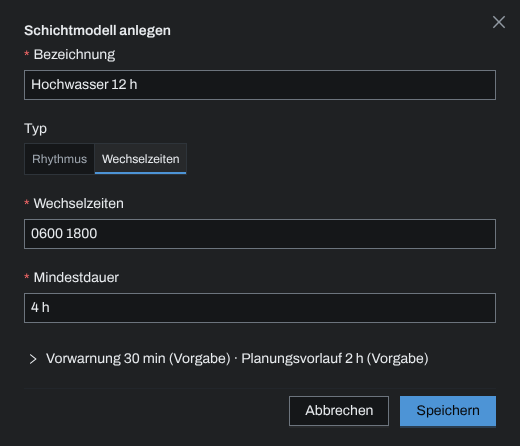 Schichtmodell anlegen
* Bezeichnung
Hochwasser 12 h
Typ
Rhythmus Wechselzeiten
* Wechselzeiten
0600 1800
* Mindestdauer
4 h
Vorwarnung 30 min (Vorgabe) · Planungsvorlauf 2 h (Vorgabe)
Abbrechen Speichern